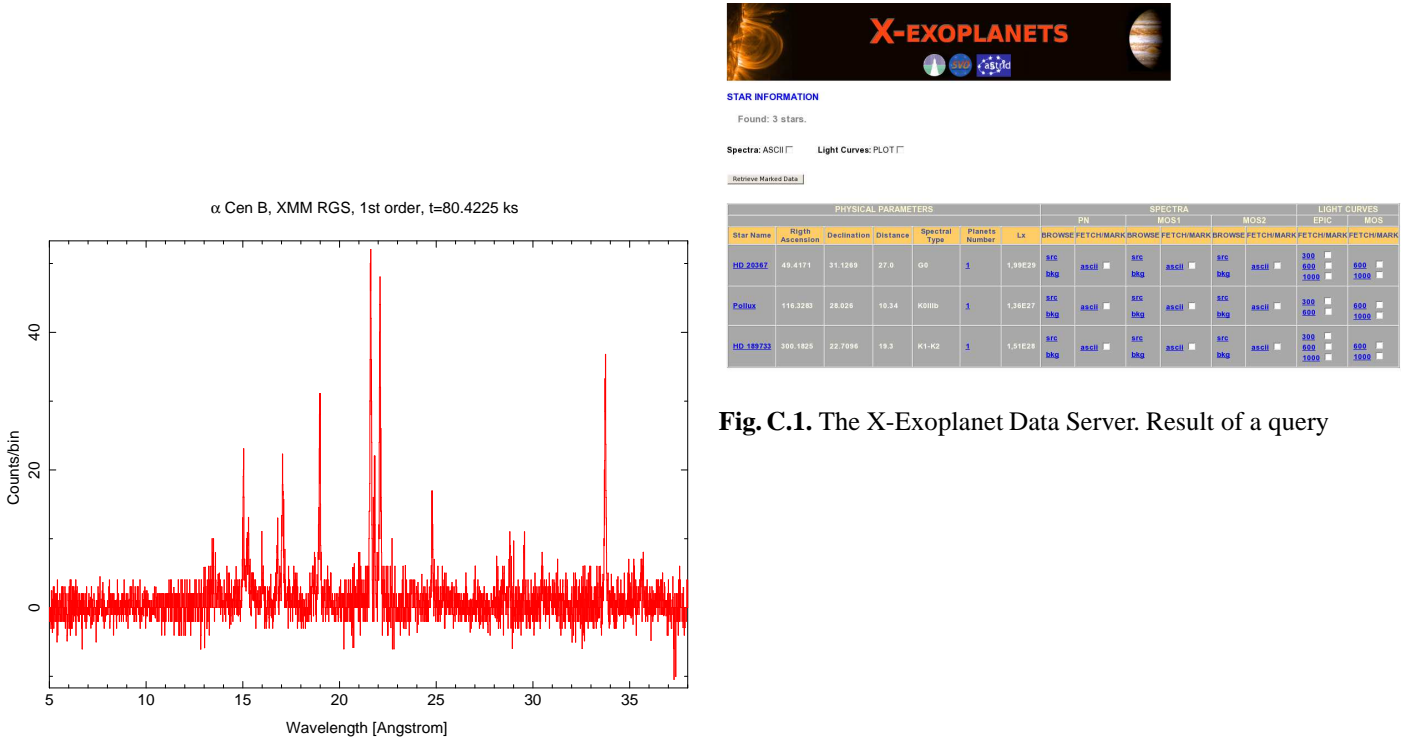 α Cen B, XMM RGS, 1st order, t=80.4225 ks
Counts/bin
40
20
0
5 10 15 20 25 30 35
Wavelength [Angstrom]
X-EXOPLANETS
SVO astrid
STAR INFORMATION
Found: 3 stars.
Spectra: ASCII Light Curves: PLOT
Retrieve Marked Data
PHYSICAL PARAMETERS SPECTRA LIGHT CURVES
PN MOS1 MOS2 EPIC MOS
Star Name Rigth Ascension Declination Distance Spectral Type Planets Number Lx BROWSE FETCH/MARK BROWSE FETCH/MARK BROWSE FETCH/MARK FETCH/MARK FETCH/MARK
HD 20367 49.4171 31.1269 27.0 G0 1 1,99E29 src bkg ascii src bkg ascii src bkg ascii 300 600 1000 600 1000
Pollux 116.3283 28.026 10.34 K0IIIb 1 1,36E27 src bkg ascii src bkg ascii src bkg ascii 300 600 600 1000
HD 189733 300.1825 22.7096 19.3 K1-K2 1 1,51E28 src bkg ascii src bkg ascii src bkg ascii 300 600 1000 600 1000
Fig. C.1. The X-Exoplanet Data Server. Result of a query